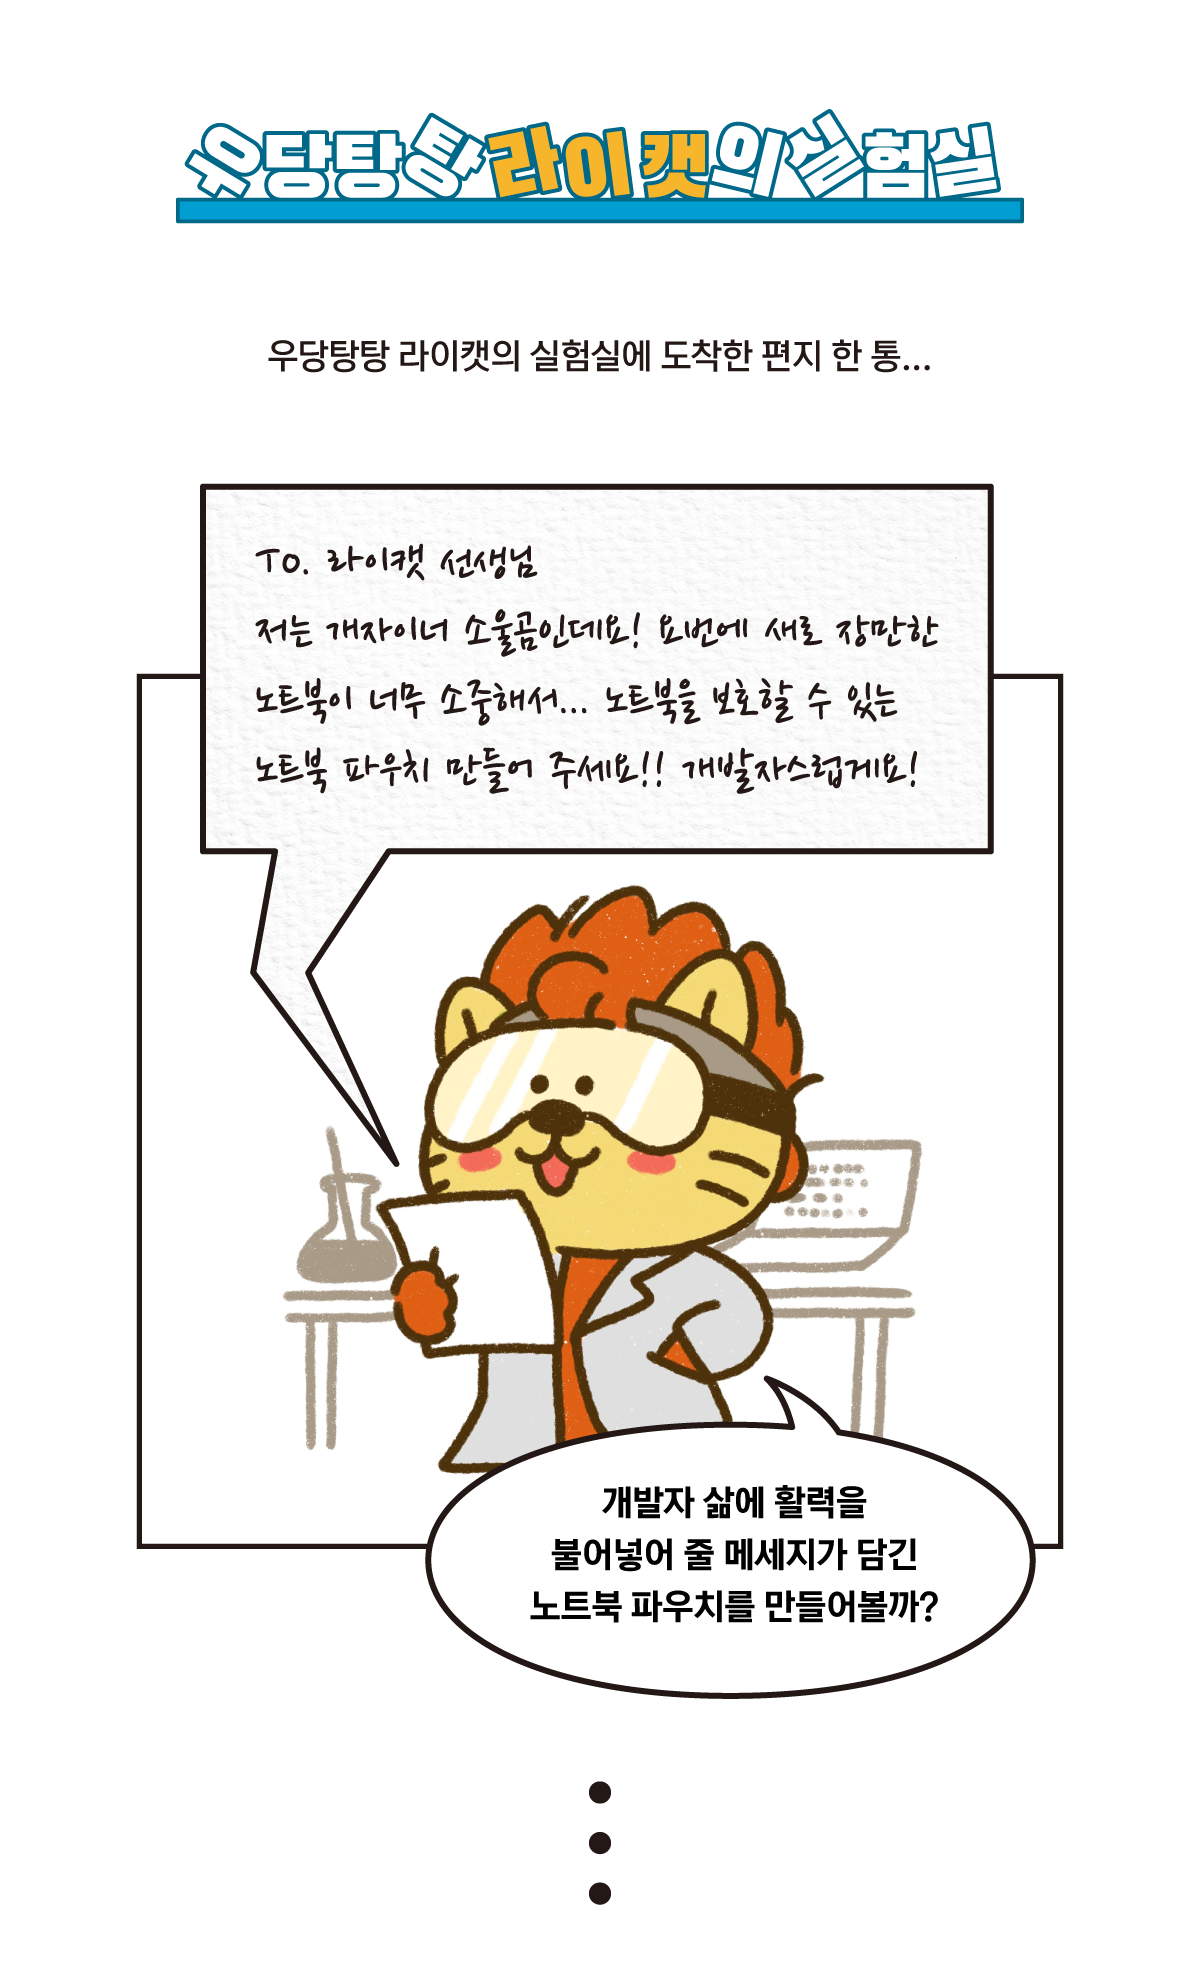 우당탕탕 라이캣의 실험실
우당탕탕 라이캣의 실험실에 도착한 편지 한 통...
To. 라이캣 선생님
저는 개자이너 소울곰인데요! 요번에 새로 장만한
노트북이 너무 소중해서... 노트북을 보호할 수 있는
노트북 파우치 만들어 주세요!! 개발자스럽게요!
개발자 삶에 활력을
불어넣어 줄 메세지가 담긴
노트북 파우치를 만들어볼까?